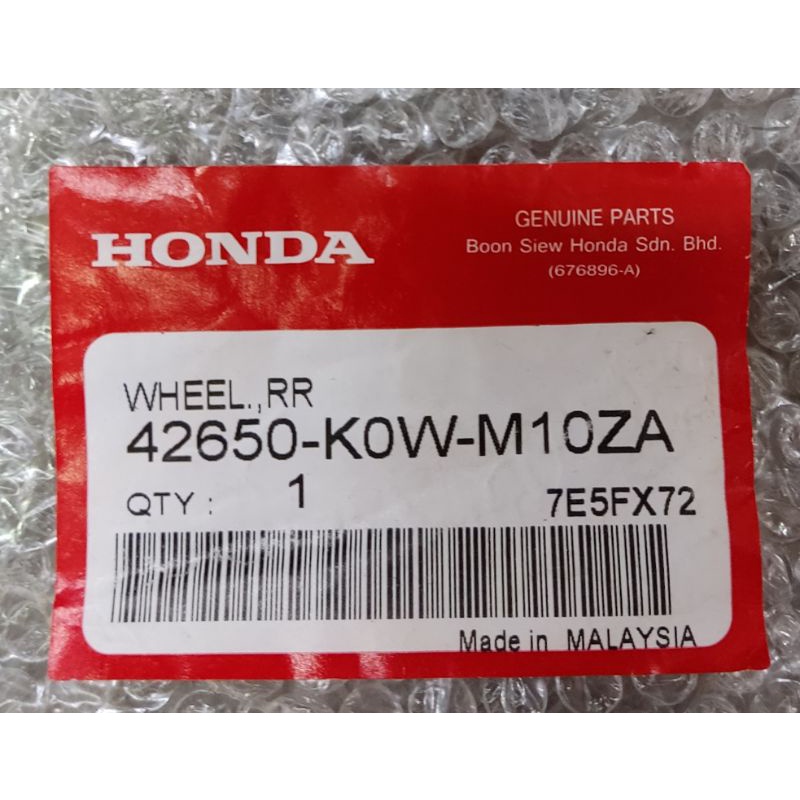 HONDA
GENUINE PARTS
Boon Siew Honda Sdn. Bhd.
(676896-A)
WHEEL.,RR
42650-K0W-M10ZA
QTY : 1 7E5FX72
Made in MALAYSIA